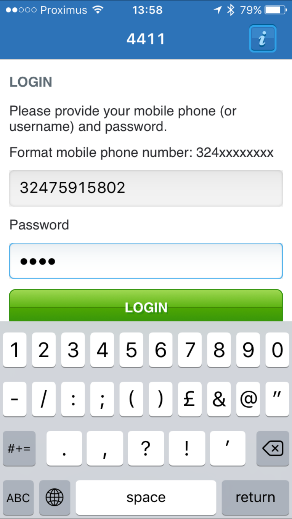 Proximus 13:58 79%
4411
i
LOGIN
Please provide your mobile phone (or
username) and password.
Format mobile phone number: 324xxxxxxxx
32475915802
Password
••••
LOGIN
1 2 3 4 5 6 7 8 9 0
- / : ; ( ) £ & @ "
#+= . , ? ! '
ABC space return